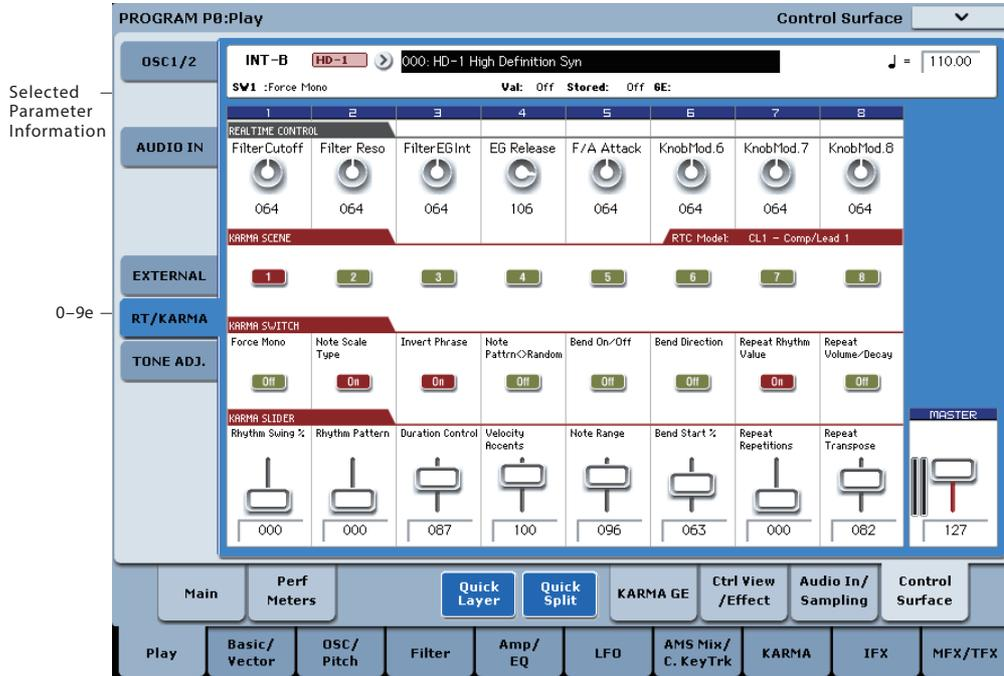 PROGRAM P0:Play
Control Surface
OSC1/2
INT-B
HD-1
000: HD-1 High Definition Syn
♩ = 110.00
SW1 :Force Mono
Val: Off Stored: Off GE:
Selected
Parameter
Information
1 2 3 4 5 6 7 8
REALTIME CONTROL
AUDIO IN
FilterCutoff Filter Reso FilterEGInt EG Release F/A Attack KnobMod.6 KnobMod.7 KnobMod.8
064 064 064 106 064 064 064 064
KARMA SCENE
RTC Model: CL1 - Comp/Lead 1
EXTERNAL
1 2 3 4 5 6 7 8
0–9e
RT/KARMA
KARMA SWITCH
Force Mono
Note Scale
Type
Invert Phrase
Note
Pattrn<>Random
Bend On/Off
Bend Direction
Repeat Rhythm
Value
Repeat
Volume/Decay
TONE ADJ.
Off On On Off Off Off On Off
KARMA SLIDER
MASTER
Rhythm Swing %
Rhythm Pattern
Duration Control
Velocity
Accents
Note Range
Bend Start %
Repeat
Repetitions
Repeat
Transpose
000 000 087 100 096 063 000 082 127
Main
Perf
Meters
Quick
Layer
Quick
Split
KARMA GE
Ctrl View
/Effect
Audio In/
Sampling
Control
Surface
Play
Basic/
Vector
OSC/
Pitch
Filter
Amp/
EQ
LFO
AMS Mix/
C. KeyTrk
KARMA
IFX
MFX/TFX